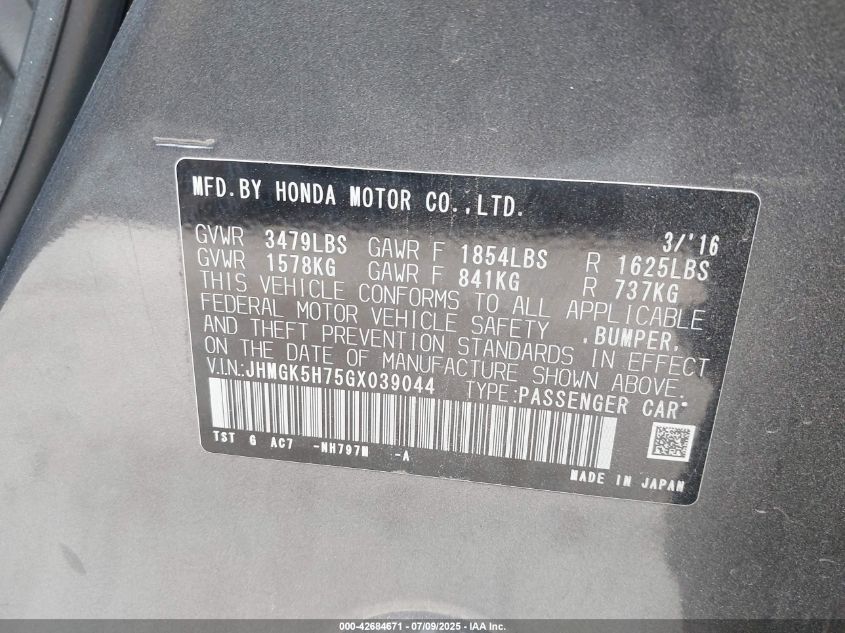 MFD.BY HONDA MOTOR CO.,LTD.
3/'16
GVWR 3479LBS GAWR F 1854LBS R 1625LBS
GVWR 1578KG GAWR F 841KG R 737KG
THIS VEHICLE CONFORMS TO ALL APPLICABLE
FEDERAL MOTOR VEHICLE SAFETY ,BUMPER,
AND THEFT PREVENTION STANDARDS IN EFFECT
ON THE DATE OF MANUFACTURE SHOWN ABOVE.
V.IN:JHMGK5H75GX039044 TYPE:PASSENGER CAR
TST G AC7 -NH797M -A
MADE IN JAPAN
000-42684671 - 07/09/2025 - IAA Inc.